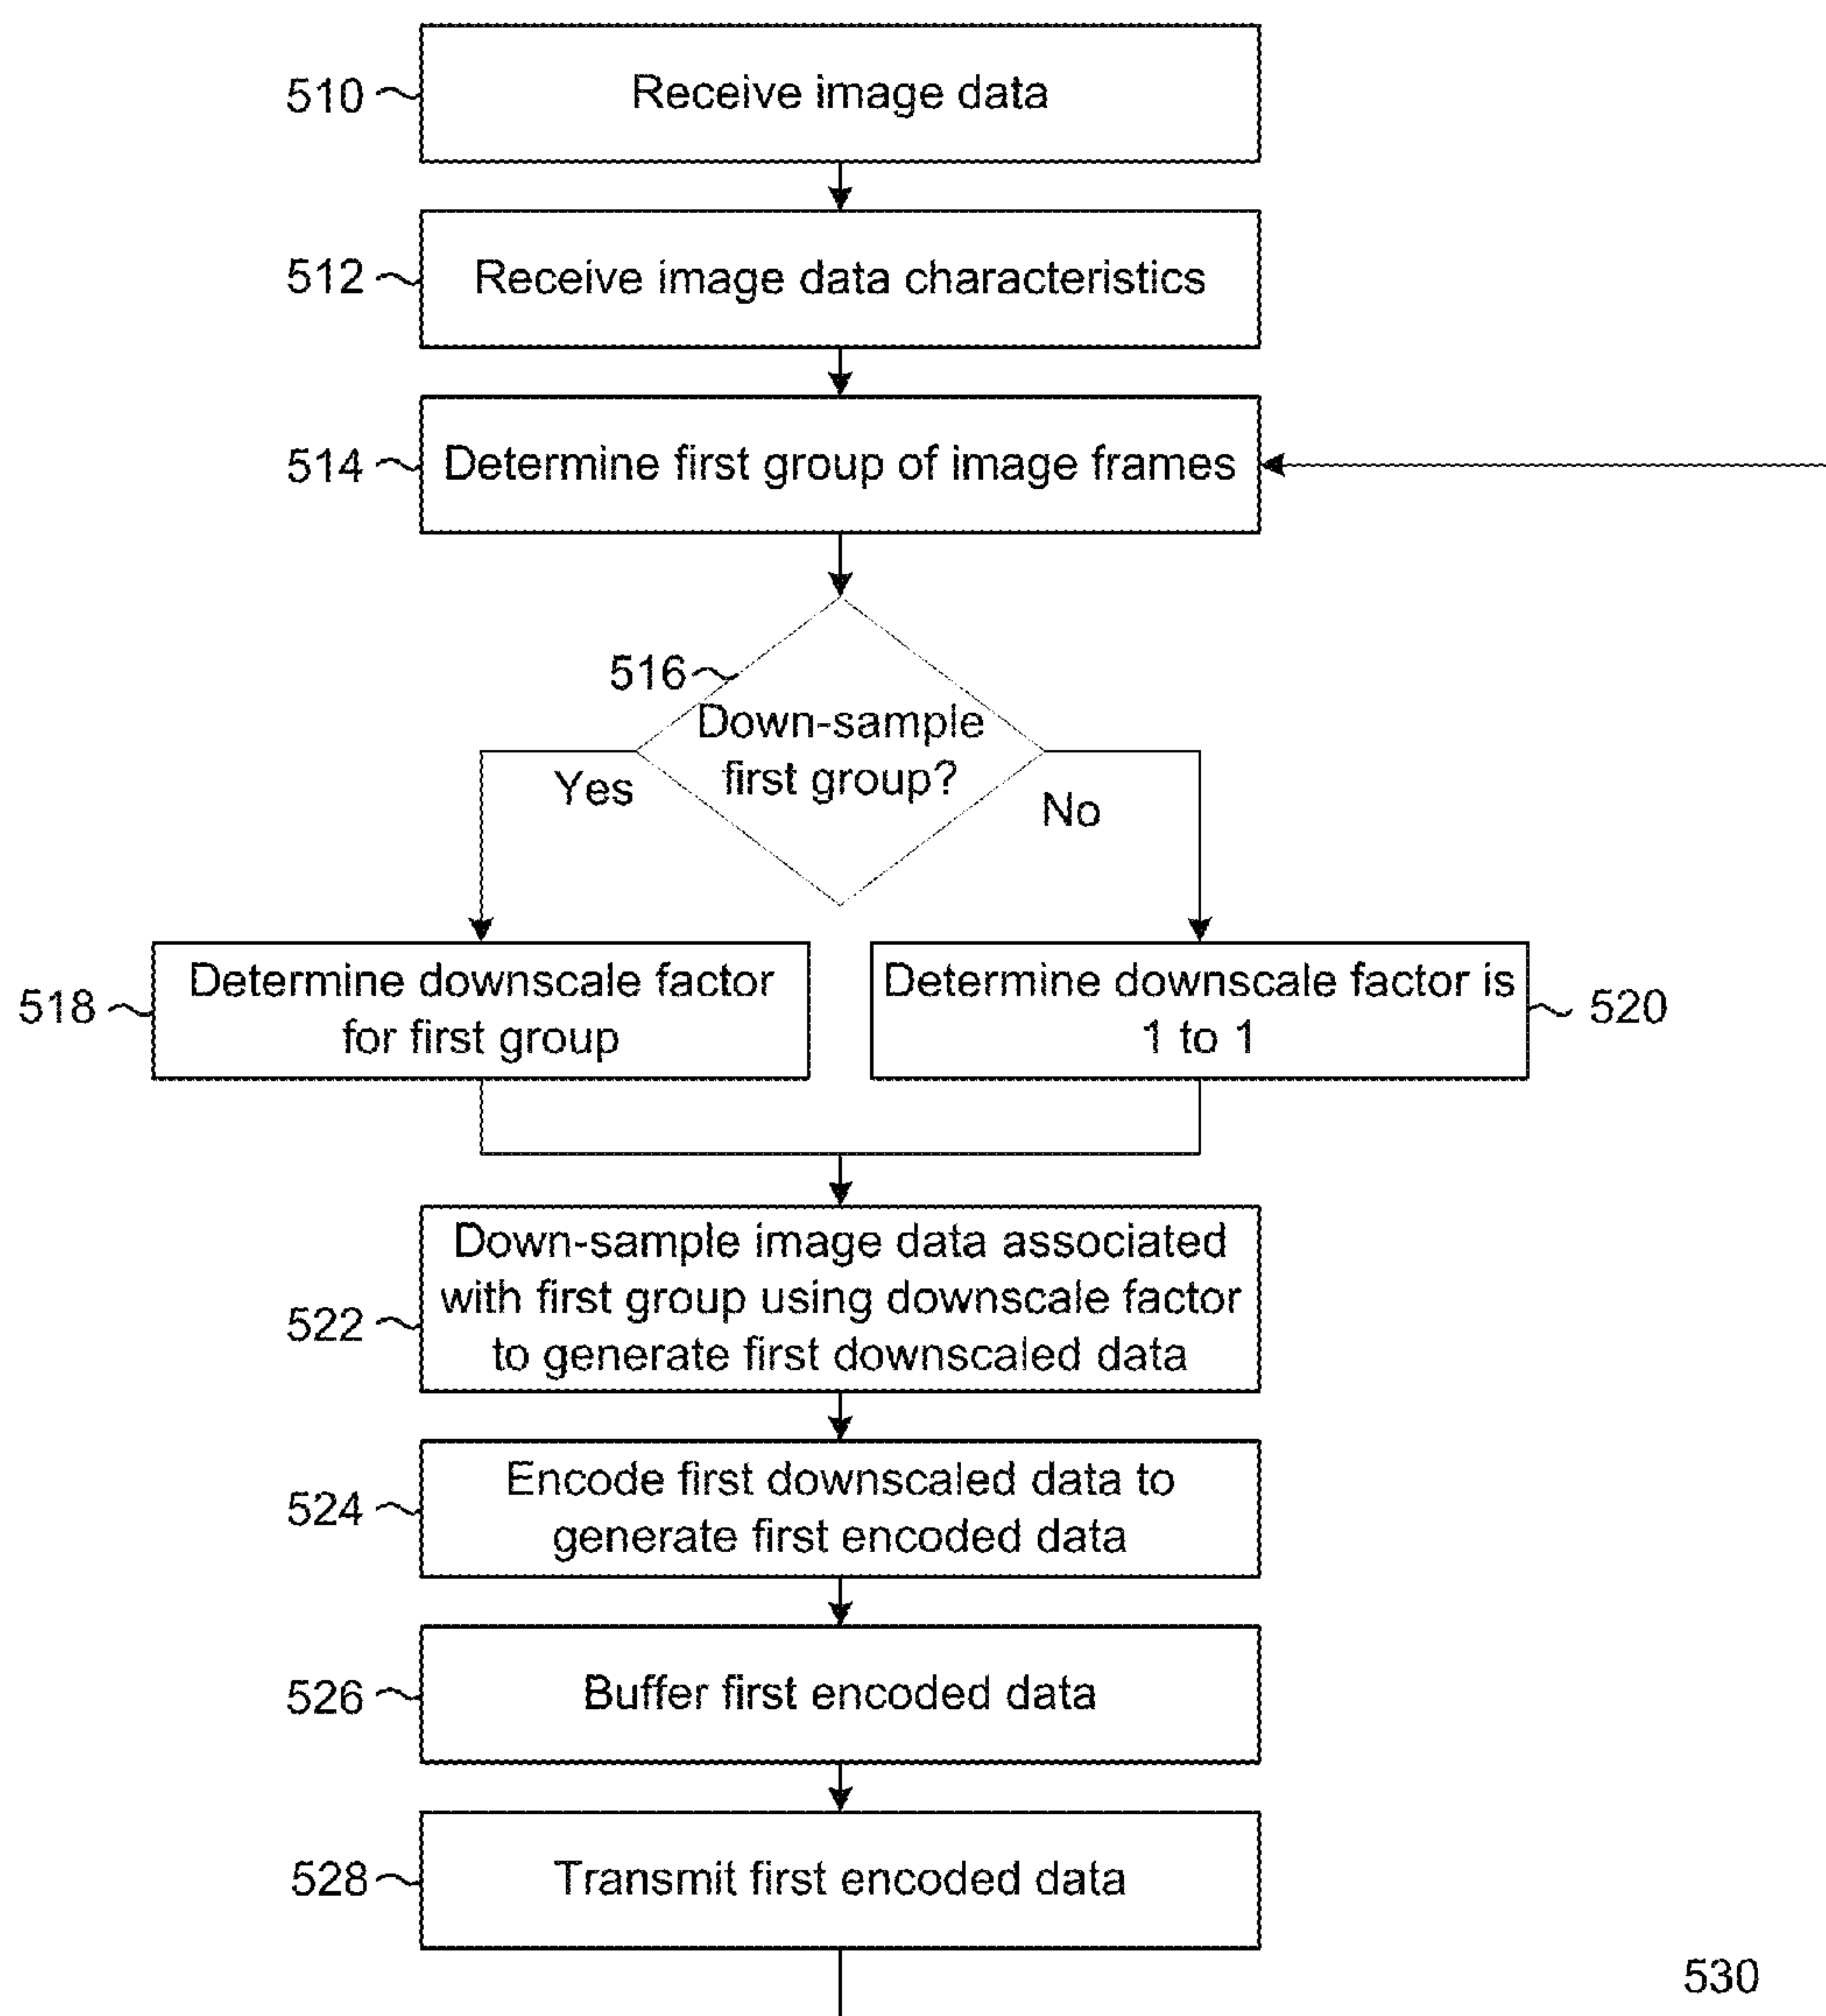 510
Receive image data
512
Receive image data characteristics
514
Determine first group of image frames
516
Down-sample
first group?
Yes
No
518
Determine downscale factor
for first group
Determine downscale factor is
1 to 1
520
522
Down-sample image data associated
with first group using downscale factor
to generate first downscaled data
524
Encode first downscaled data to
generate first encoded data
526
Buffer first encoded data
528
Transmit first encoded data
530